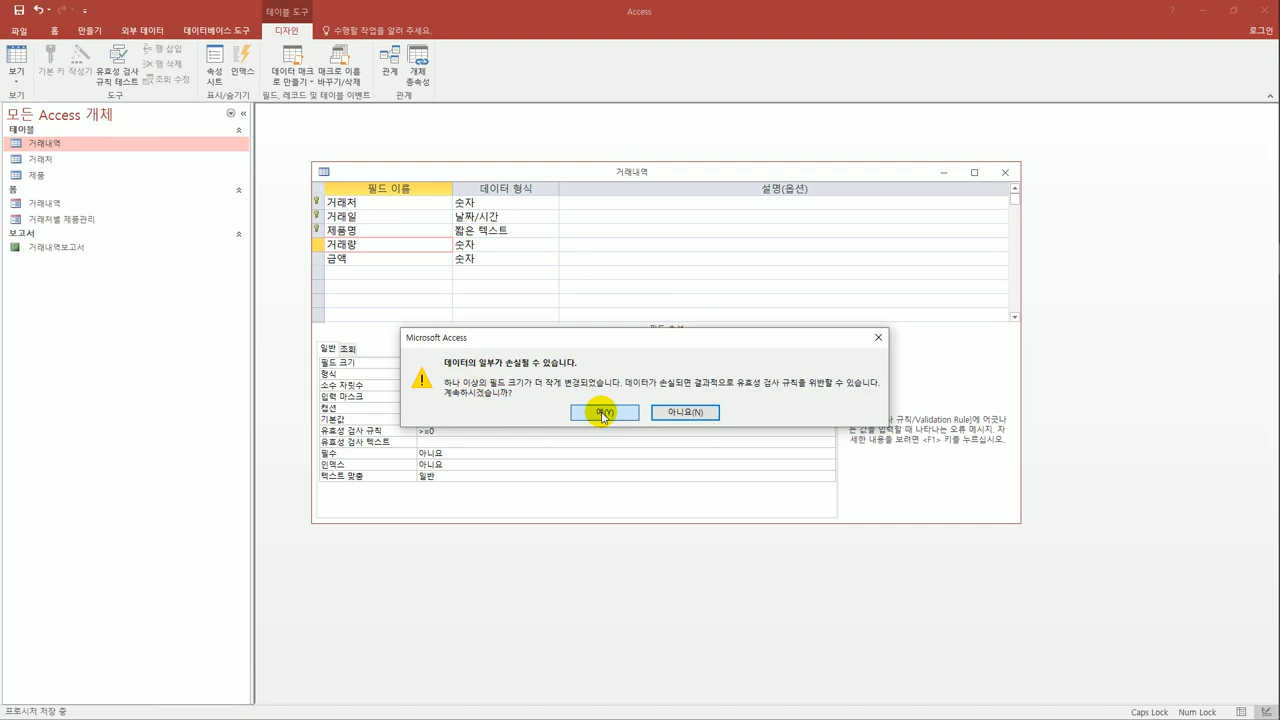 테이블 도구
Access
파일 홈 만들기 외부 데이터 데이터베이스 도구 디자인 수행할 작업을 알려 주세요. 로그인
보기 기본 키 작성기 유효성 검사 규칙 테스트 행 삽입 행 삭제 조회 수정 속성 시트 인덱스 데이터 매크로 만들기 매크로 이름 바꾸기/삭제 관계 개체 종속성
보기 도구 표시/숨기기 필드, 레코드 및 테이블 이벤트 관계
모든 Access 개체
테이블
거래내역
거래처
제품
폼
거래내역
거래처별 제품관리
보고서
거래내역보고서
거래내역
필드 이름 데이터 형식 설명(옵션)
거래처 숫자
거래일 날짜/시간
제품명 짧은 텍스트
거래량 숫자
금액 숫자
Microsoft Access
데이터의 일부가 손실될 수 있습니다.
하나 이상의 필드 크기가 더 작게 변경되었습니다. 데이터가 손실되면 결과적으로 유효성 검사 규칙을 위반할 수 있습니다.
계속하시겠습니까?
예(Y) 아니요(N)
일반 조회
필드 크기
형식
소수 자릿수
입력 마스크
캡션
기본값
유효성 검사 규칙 >=0
유효성 검사 텍스트
필수 아니요
인덱스 아니요
텍스트 맞춤 일반
규칙/Validation Rule]에 어긋나
은 값을 입력할 때 나타나는 오류 메시지. 자
세한 내용을 보려면 <F1> 키를 누르십시오.
프로시저 저장 중
Caps Lock Num Lock